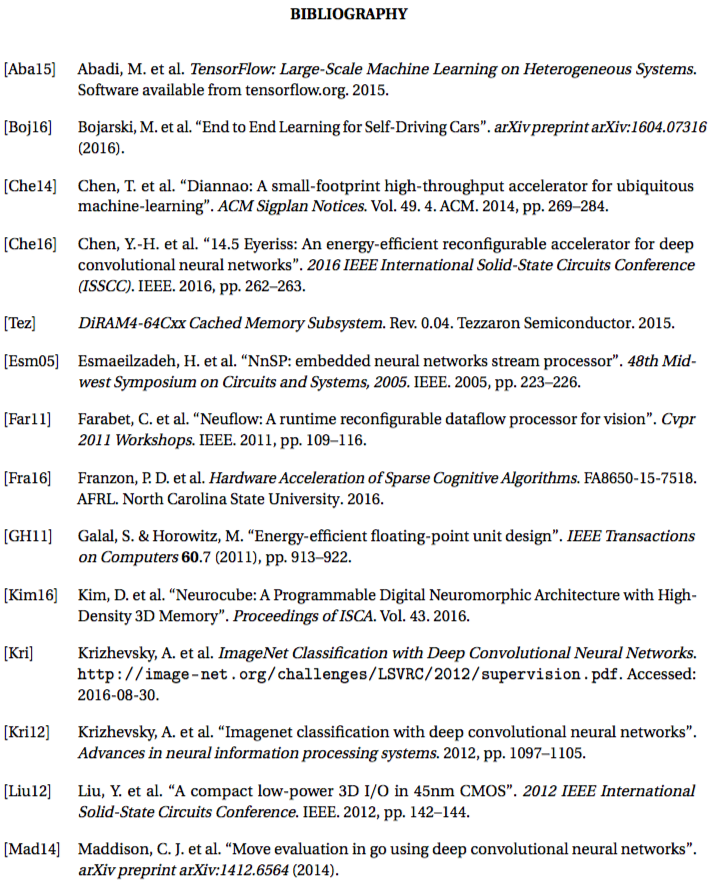 BIBLIOGRAPHY
[Aba15] Abadi, M. et al. TensorFlow: Large-Scale Machine Learning on Heterogeneous Systems.
Software available from tensorflow.org. 2015.
[Boj16] Bojarski, M. et al. “End to End Learning for Self-Driving Cars”. arXiv preprint arXiv:1604.07316
(2016).
[Che14] Chen, T. et al. “Diannao: A small-footprint high-throughput accelerator for ubiquitous
machine-learning”. ACM Sigplan Notices. Vol. 49. 4. ACM. 2014, pp. 269–284.
[Che16] Chen, Y.-H. et al. “14.5 Eyeriss: An energy-efficient reconfigurable accelerator for deep
convolutional neural networks”. 2016 IEEE International Solid-State Circuits Conference
(ISSCC). IEEE. 2016, pp. 262–263.
[Tez] DiRAM4-64Cxx Cached Memory Subsystem. Rev. 0.04. Tezzaron Semiconductor. 2015.
[Esm05] Esmaeilzadeh, H. et al. “NnSP: embedded neural networks stream processor”. 48th Mid-
west Symposium on Circuits and Systems, 2005. IEEE. 2005, pp. 223–226.
[Far11] Farabet, C. et al. “Neuflow: A runtime reconfigurable dataflow processor for vision”. Cvpr
2011 Workshops. IEEE. 2011, pp. 109–116.
[Fra16] Franzon, P. D. et al. Hardware Acceleration of Sparse Cognitive Algorithms. FA8650-15-7518.
AFRL. North Carolina State University. 2016.
[GH11] Galal, S. & Horowitz, M. “Energy-efficient floating-point unit design”. IEEE Transactions
on Computers 60.7 (2011), pp. 913–922.
[Kim16] Kim, D. et al. “Neurocube: A Programmable Digital Neuromorphic Architecture with High-
Density 3D Memory”. Proceedings of ISCA. Vol. 43. 2016.
[Kri] Krizhevsky, A. et al. ImageNet Classification with Deep Convolutional Neural Networks.
http://image-net.org/challenges/LSVRC/2012/supervision.pdf. Accessed:
2016-08-30.
[Kri12] Krizhevsky, A. et al. “Imagenet classification with deep convolutional neural networks”.
Advances in neural information processing systems. 2012, pp. 1097–1105.
[Liu12] Liu, Y. et al. “A compact low-power 3D I/O in 45nm CMOS”. 2012 IEEE International
Solid-State Circuits Conference. IEEE. 2012, pp. 142–144.
[Mad14] Maddison, C. J. et al. “Move evaluation in go using deep convolutional neural networks”.
arXiv preprint arXiv:1412.6564 (2014).